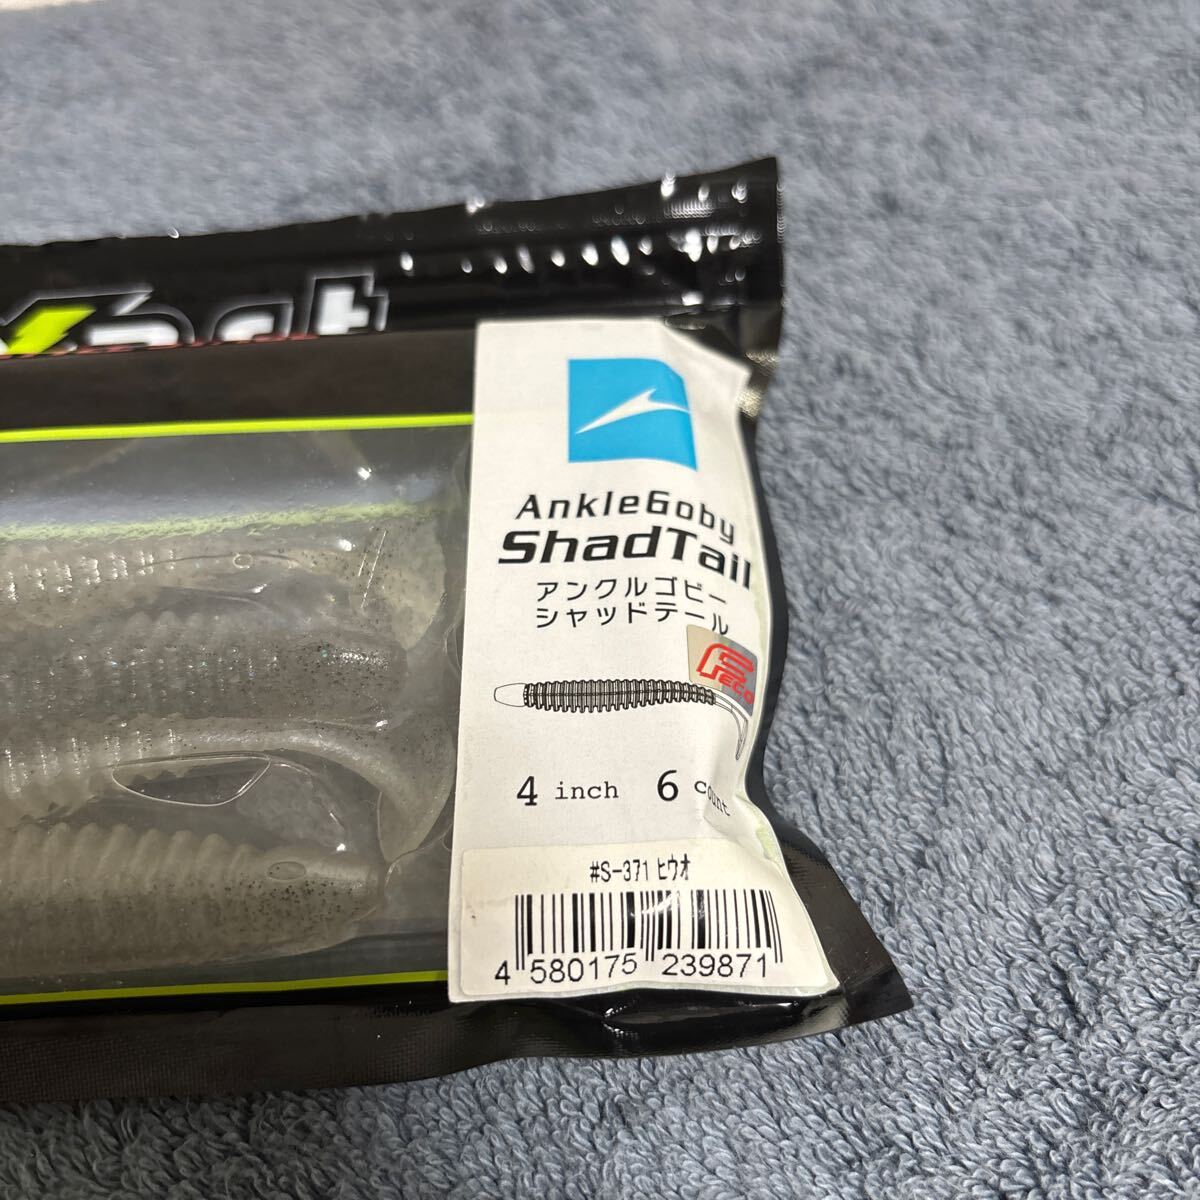 AnkleGoby
ShadTail
アンクルゴビー
シャッドテール
ECO
4 inch 6 count
#S-371 ヒウオ
4 580175 239871